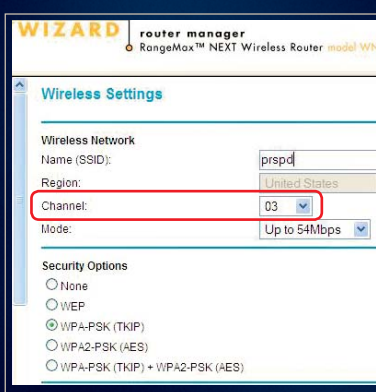 WIZARD router manager
RangeMax™ NEXT Wireless Router model WN
Wireless Settings
Wireless Network
Name (SSID): prspd
Region: United States
Channel: 03
Mode: Up to 54Mbps
Security Options
None
WEP
WPA-PSK (TKIP)
WPA2-PSK (AES)
WPA-PSK (TKIP) + WPA2-PSK (AES)